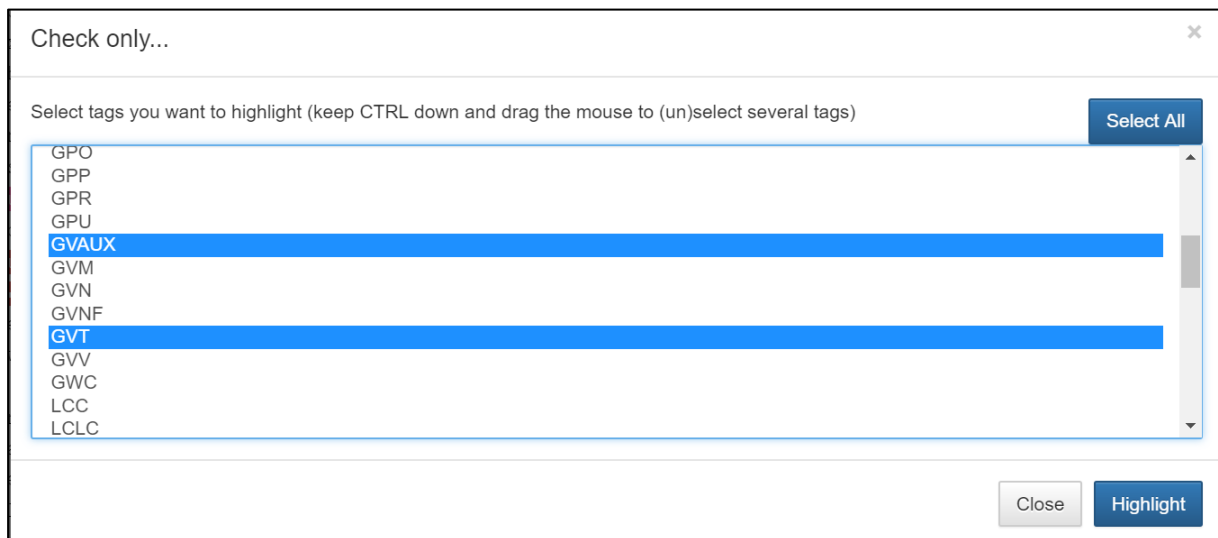 Check only...
×
Select tags you want to highlight (keep CTRL down and drag the mouse to (un)select several tags)
Select All
GPO
GPP
GPR
GPU
GVAUX
GVM
GVN
GVNF
GVT
GVV
GWC
LCC
LCLC
Close
Highlight